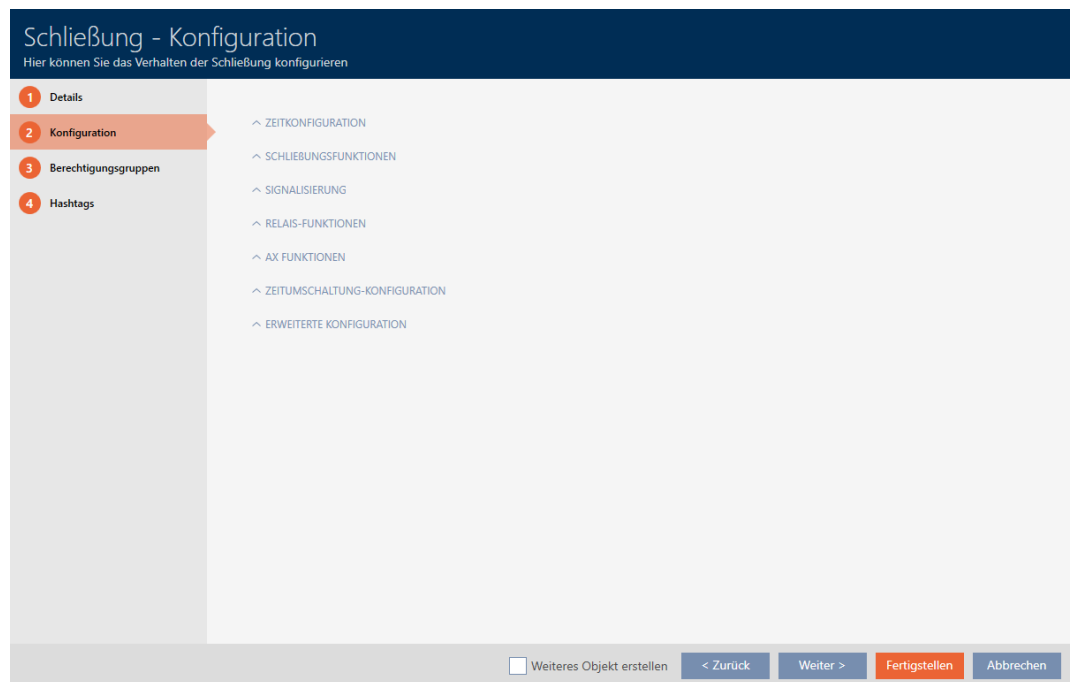 Schließung - Konfiguration
Hier können Sie das Verhalten der Schließung konfigurieren
1 Details
2 Konfiguration
3 Berechtigungsgruppen
4 Hashtags
ZEITKONFIGURATION
SCHLIEßUNGSFUNKTIONEN
SIGNALISIERUNG
RELAIS-FUNKTIONEN
AX FUNKTIONEN
ZEITUMSCHALTUNG-KONFIGURATION
ERWEITERTE KONFIGURATION
Weiteres Objekt erstellen < Zurück Weiter > Fertigstellen Abbrechen